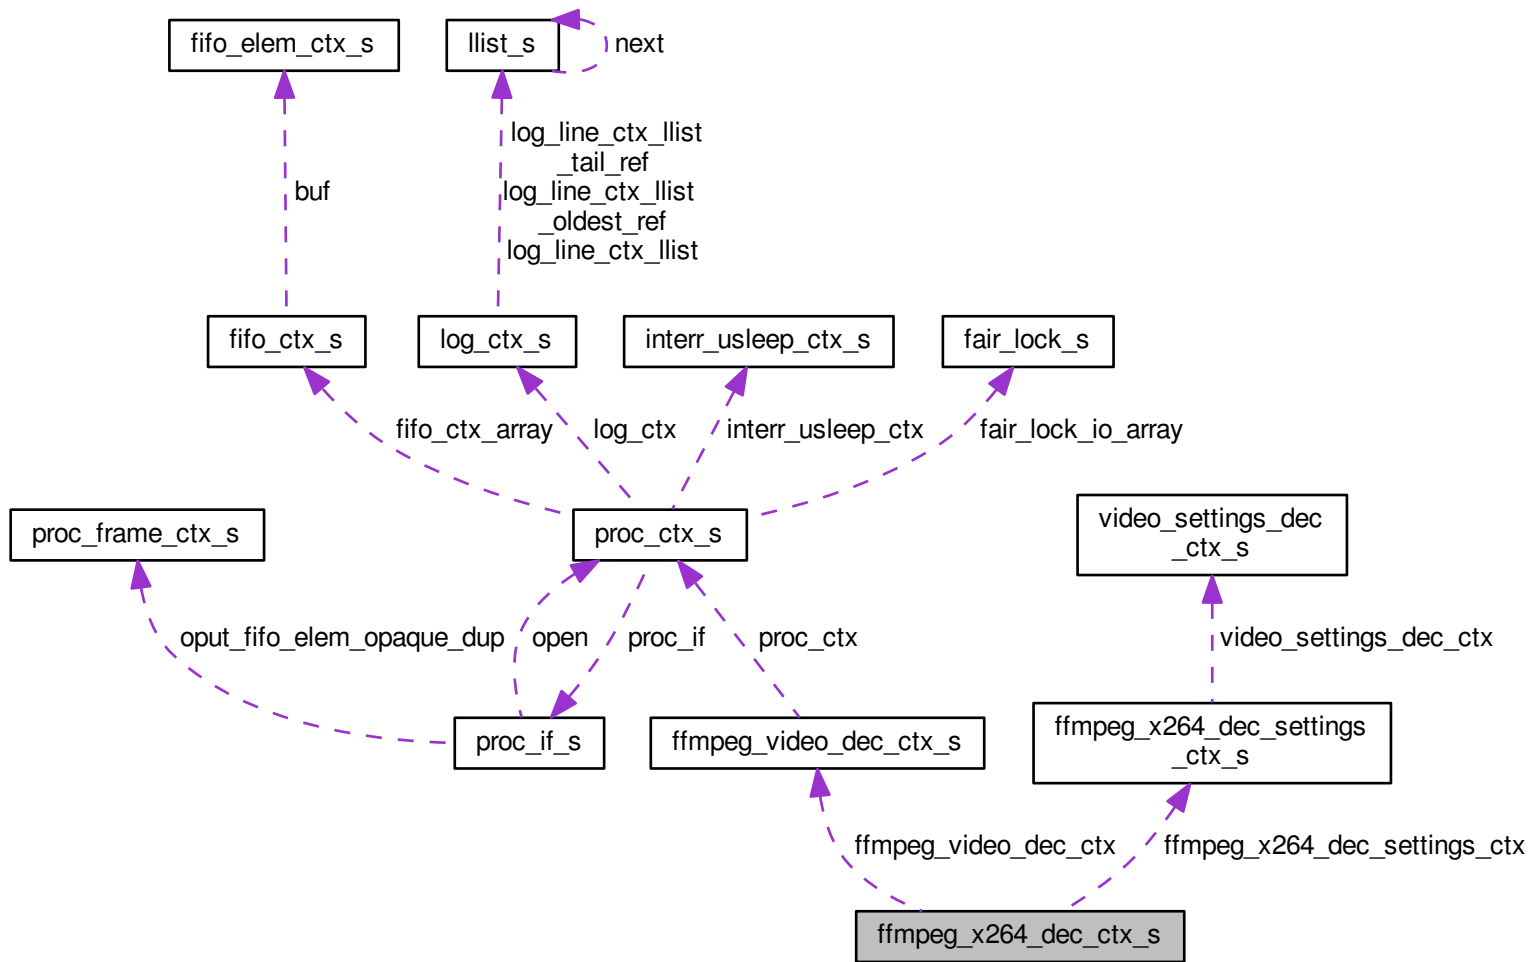 fifo_elem_ctx_s
llist_s
next
log_line_ctx_llist
_tail_ref
log_line_ctx_llist
_oldest_ref
log_line_ctx_llist
buf
fifo_ctx_s
log_ctx_s
interr_usleep_ctx_s
fair_lock_s
fifo_ctx_array
log_ctx
interr_usleep_ctx
fair_lock_io_array
proc_frame_ctx_s
proc_ctx_s
video_settings_dec
_ctx_s
oput_fifo_elem_opaque_dup
open
proc_if
proc_ctx
video_settings_dec_ctx
proc_if_s
ffmpeg_video_dec_ctx_s
ffmpeg_x264_dec_settings
_ctx_s
ffmpeg_video_dec_ctx
ffmpeg_x264_dec_settings_ctx
ffmpeg_x264_dec_ctx_s